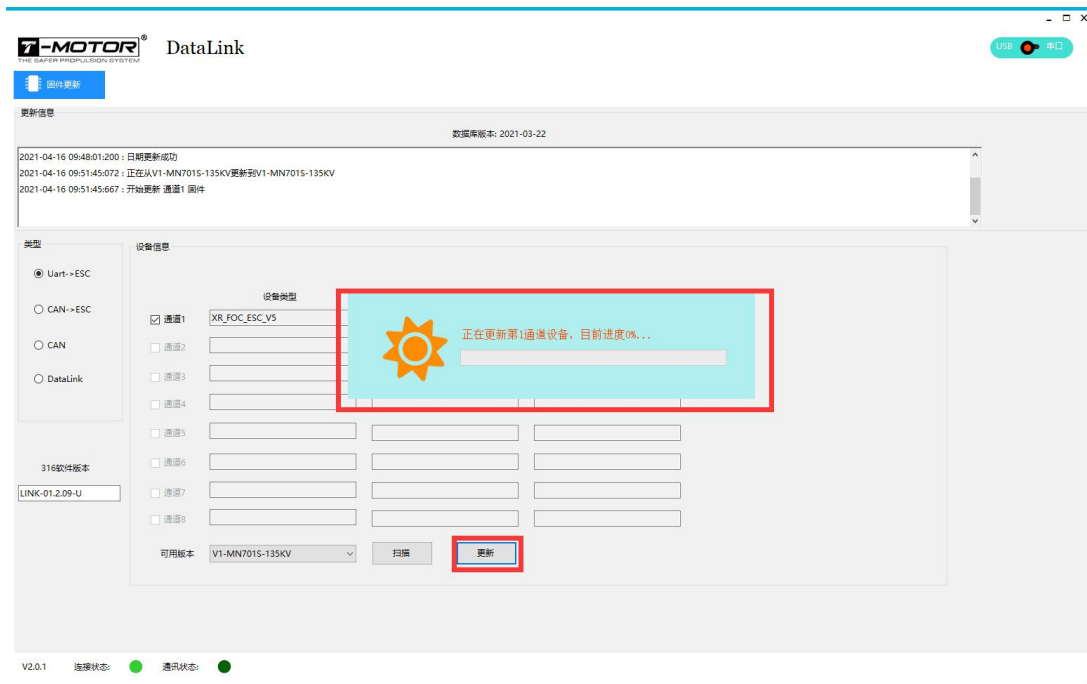 T-MOTOR®
THE SAFER PROPULSION SYSTEM
DataLink
USB 串口
固件更新
更新信息
数据库版本: 2021-03-22
2021-04-16 09:48:01:200 : 日期更新成功
2021-04-16 09:51:45:072 : 正在从V1-MN701S-135KV更新到V1-MN701S-135KV
2021-04-16 09:51:45:667 : 开始更新 通道1 固件
类型
Uart->ESC
CAN->ESC
CAN
DataLink
316软件版本
LINK-01.2.09-U
设备信息
设备类型
通道1 XR_FOC_ESC_V5
通道2
通道3
通道4
通道5
通道6
通道7
通道8
正在更新第1通道设备，目前进度0%...
可用版本 V1-MN701S-135KV 扫描 更新
V2.0.1 连接状态: 通讯状态: